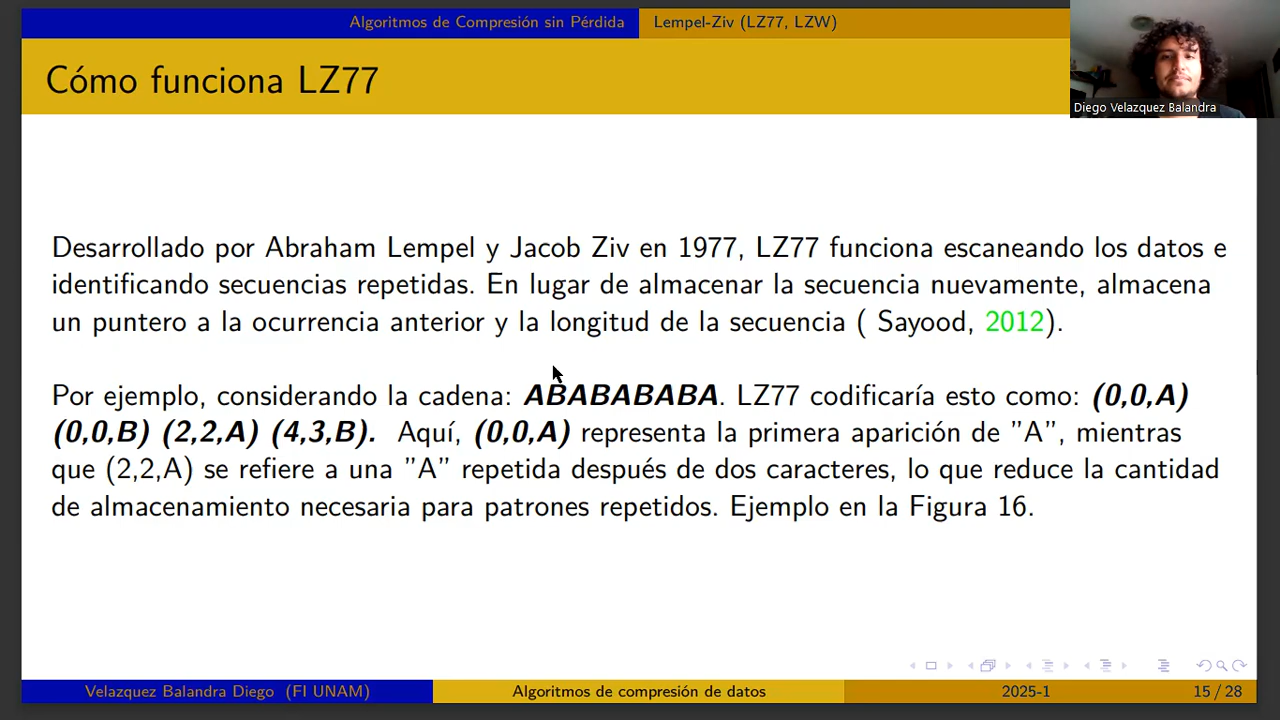 Algoritmos de Compresión sin Pérdida
Lempel-Ziv (LZ77, LZW)
Cómo funciona LZ77
Diego Velazquez Balandra
Desarrollado por Abraham Lempel y Jacob Ziv en 1977, LZ77 funciona escaneando los datos e
identificando secuencias repetidas. En lugar de almacenar la secuencia nuevamente, almacena
un puntero a la ocurrencia anterior y la longitud de la secuencia ( Sayood, 2012).
Por ejemplo, considerando la cadena: ABABABABA. LZ77 codificaría esto como: (0,0,A)
(0,0,B) (2,2,A) (4,3,B). Aquí, (0,0,A) representa la primera aparición de "A", mientras
que (2,2,A) se refiere a una "A" repetida después de dos caracteres, lo que reduce la cantidad
de almacenamiento necesaria para patrones repetidos. Ejemplo en la Figura 16.
Velazquez Balandra Diego (FI UNAM)
Algoritmos de compresión de datos
2025-1
15 / 28